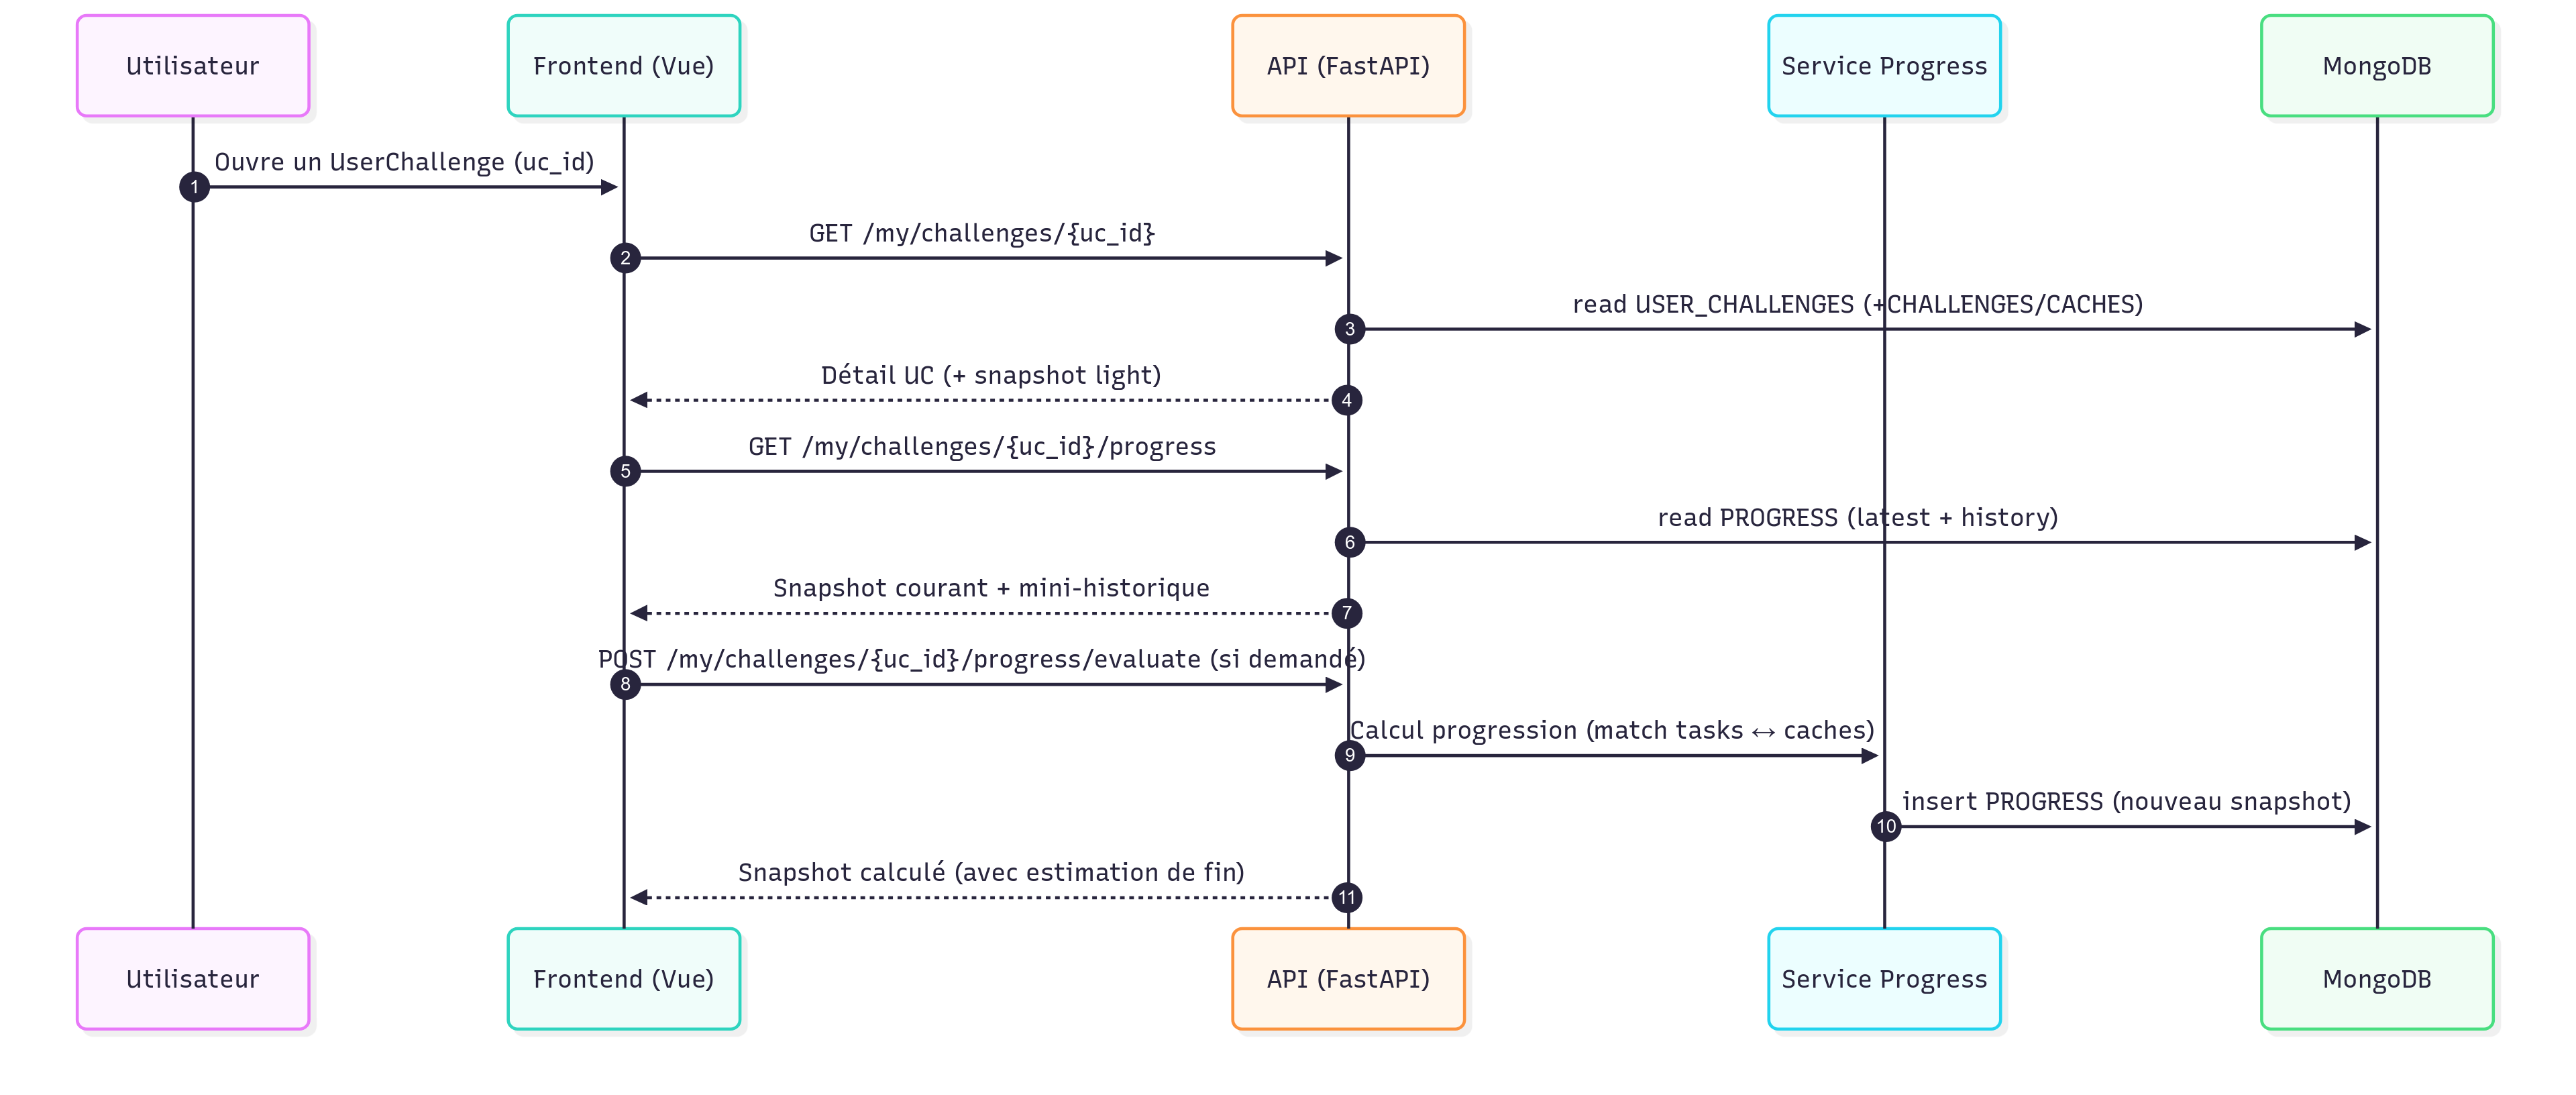 Utilisateur
Frontend (Vue)
API (FastAPI)
Service Progress
MongoDB
Ouvre un UserChallenge (uc_id)
1
GET /my/challenges/{uc_id}
2
read USER_CHALLENGES (+CHALLENGES/CACHES)
3
Détail UC (+ snapshot light)
4
GET /my/challenges/{uc_id}/progress
5
read PROGRESS (latest + history)
6
Snapshot courant + mini-historique
7
POST /my/challenges/{uc_id}/progress/evaluate (si demandé)
8
Calcul progression (match tasks ↔ caches)
9
insert PROGRESS (nouveau snapshot)
10
Snapshot calculé (avec estimation de fin)
11
Utilisateur
Frontend (Vue)
API (FastAPI)
Service Progress
MongoDB